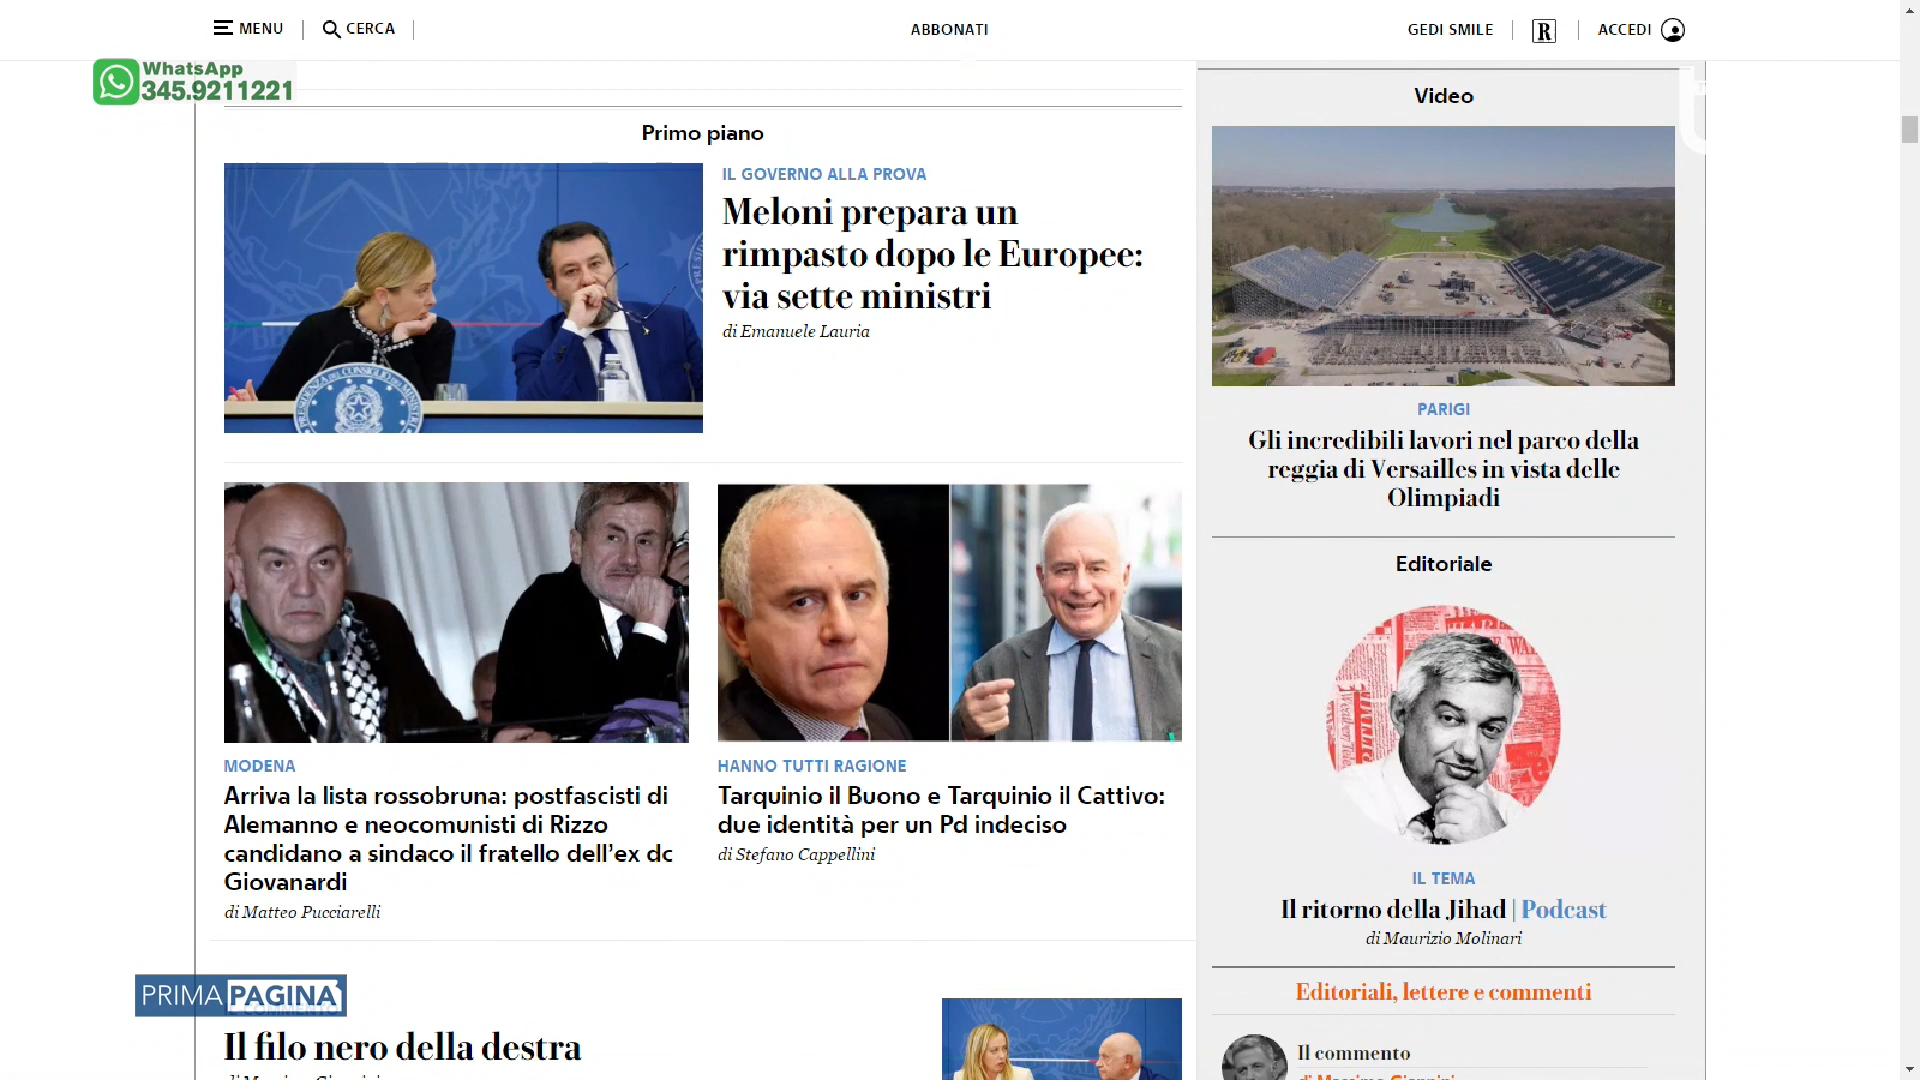 MENU
CERCA
ABBONATI
GEDI SMILE
R
ACCEDI
WhatsApp
345.9211221
Primo piano
IL GOVERNO ALLA PROVA
Meloni prepara un
rimpasto dopo le Europee:
via sette ministri
di Emanuele Lauria
MODENA
Arriva la lista rossobruna: postfascisti di
Alemanno e neocomunisti di Rizzo
candidano a sindaco il fratello dell’ex dc
Giovanardi
di Matteo Pucciarelli
HANNO TUTTI RAGIONE
Tarquinio il Buono e Tarquinio il Cattivo:
due identità per un Pd indeciso
di Stefano Cappellini
PRIMA PAGINA
Il filo nero della destra
Video
PARIGI
Gli incredibili lavori nel parco della
reggia di Versailles in vista delle
Olimpiadi
Editoriale
IL TEMA
Il ritorno della Jihad | Podcast
di Maurizio Molinari
Editoriali, lettere e commenti
Il commento